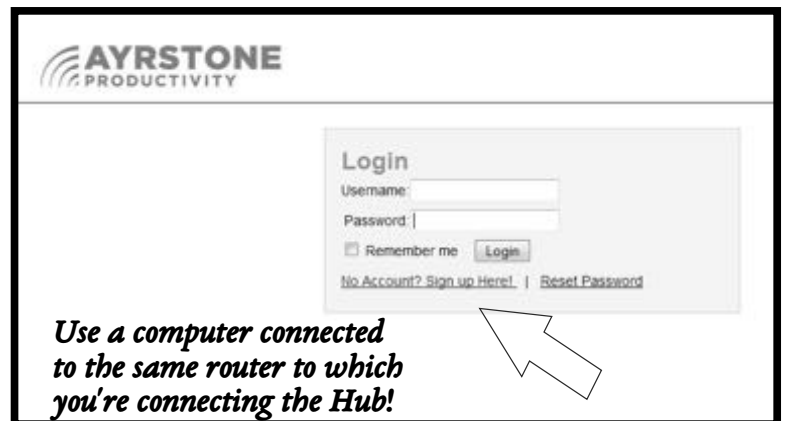 AYRSTONE
PRODUCTIVITY
Login
Username:
Password:
Remember me Login
No Account? Sign up Here! | Reset Password
Use a computer connected
to the same router to which
you're connecting the Hub!